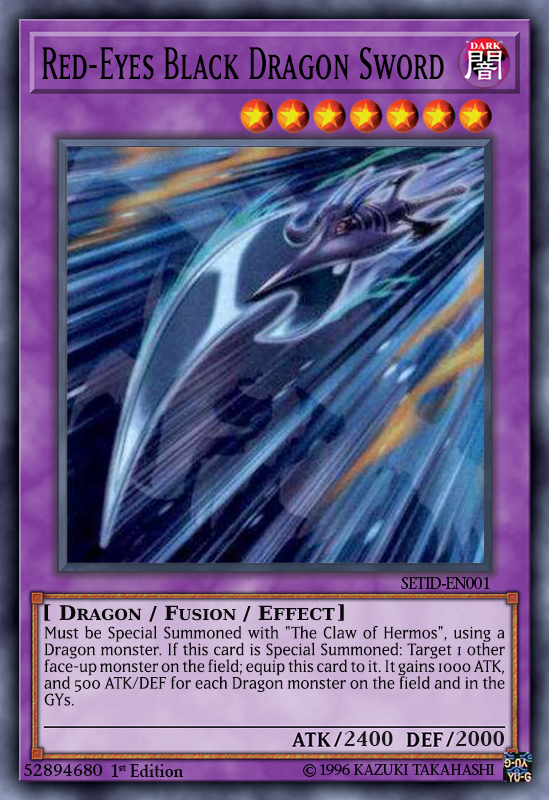 Red-Eyes Black Dragon Sword
DARK
闇
SETID-EN001
[ Dragon / Fusion / Effect ]
Must be Special Summoned with "The Claw of Hermos", using a
Dragon monster. If this card is Special Summoned: Target 1 other
face-up monster on the field; equip this card to it. It gains 1000 ATK,
and 500 ATK/DEF for each Dragon monster on the field and in the
GYs.
ATK/2400 DEF/2000
52894680 1st Edition
© 1996 KAZUKI TAKAHASHI
YU-G
YU-G